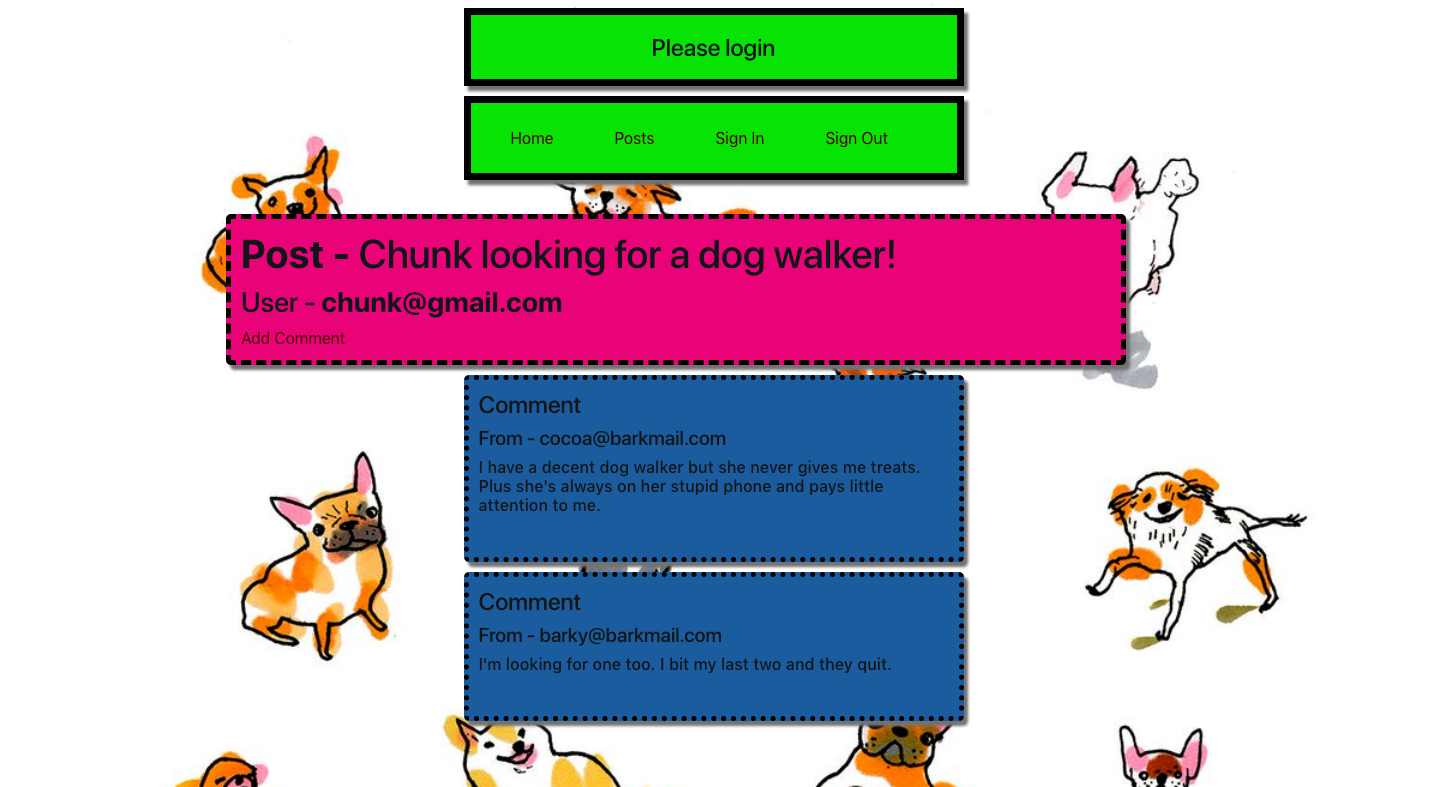 Please login
Home Posts Sign In Sign Out
Post - Chunk looking for a dog walker!
User - chunk@gmail.com
Add Comment
Comment
From - cocoa@barkmail.com
I have a decent dog walker but she never gives me treats.
Plus she's always on her stupid phone and pays little
attention to me.
Comment
From - barky@barkmail.com
I'm looking for one too. I bit my last two and they quit.